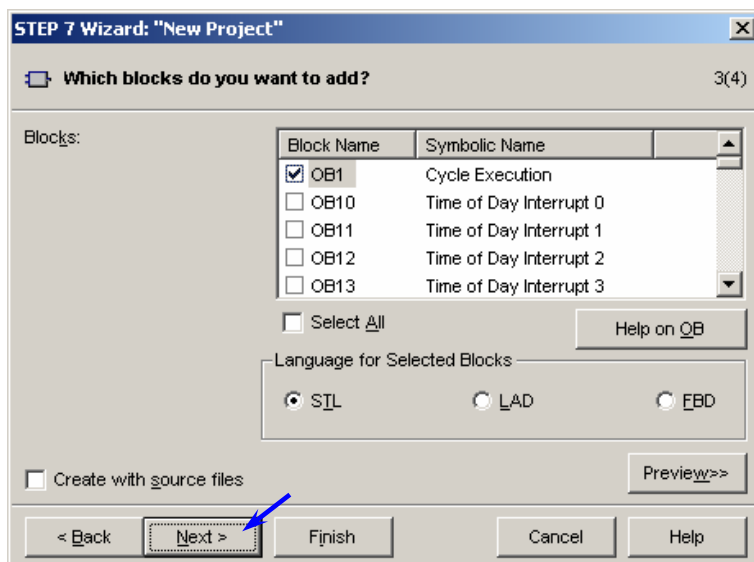 STEP 7 Wizard: "New Project"
Which blocks do you want to add? 3(4)
Blocks:
Block Name Symbolic Name
OB1 Cycle Execution
OB10 Time of Day Interrupt 0
OB11 Time of Day Interrupt 1
OB12 Time of Day Interrupt 2
OB13 Time of Day Interrupt 3
Select All Help on OB
Language for Selected Blocks
STL LAD FBD
Create with source files Preview>>
< Back Next > Finish Cancel Help